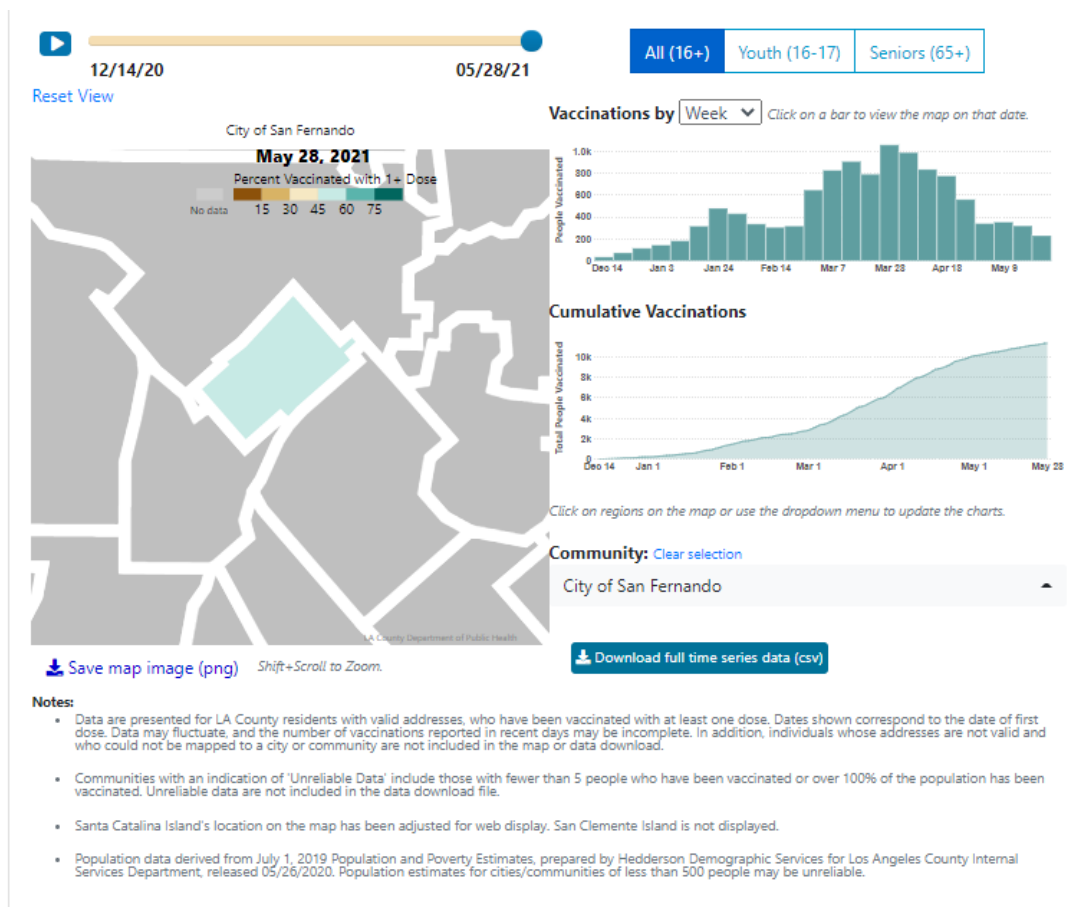 12/14/20
05/28/21
Reset View
All (16+)
Youth (16-17)
Seniors (65+)
City of San Fernando
May 28, 2021
Percent Vaccinated with 1+ Dose
No data
15 30 45 60 75
LA County Department of Public Health
Save map image (png)
Shift+Scroll to Zoom.
Vaccinations by Week Click on a bar to view the map on that date.
People Vaccinated
1.0k
800
600
400
200
0
Dec 14 Jan 3 Jan 24 Feb 14 Mar 7 Mar 28 Apr 18 May 9
Cumulative Vaccinations
Total People Vaccinated
10k
8k
6k
4k
2k
0
Dec 14 Jan 1 Feb 1 Mar 1 Apr 1 May 1 May 28
Click on regions on the map or use the dropdown menu to update the charts.
Community: Clear selection
City of San Fernando
Download full time series data (csv)
Notes:
• Data are presented for LA County residents with valid addresses, who have been vaccinated with at least one dose. Dates shown correspond to the date of first
dose. Data may fluctuate, and the number of vaccinations reported in recent days may be incomplete. In addition, individuals whose addresses are not valid and
who could not be mapped to a city or community are not included in the map or data download.
• Communities with an indication of 'Unreliable Data' include those with fewer than 5 people who have been vaccinated or over 100% of the population has been
vaccinated. Unreliable data are not included in the data download file.
• Santa Catalina Island's location on the map has been adjusted for web display. San Clemente Island is not displayed.
• Population data derived from July 1, 2019 Population and Poverty Estimates, prepared by Hedderson Demographic Services for Los Angeles County Internal
Services Department, released 05/26/2020. Population estimates for cities/communities of less than 500 people may be unreliable.